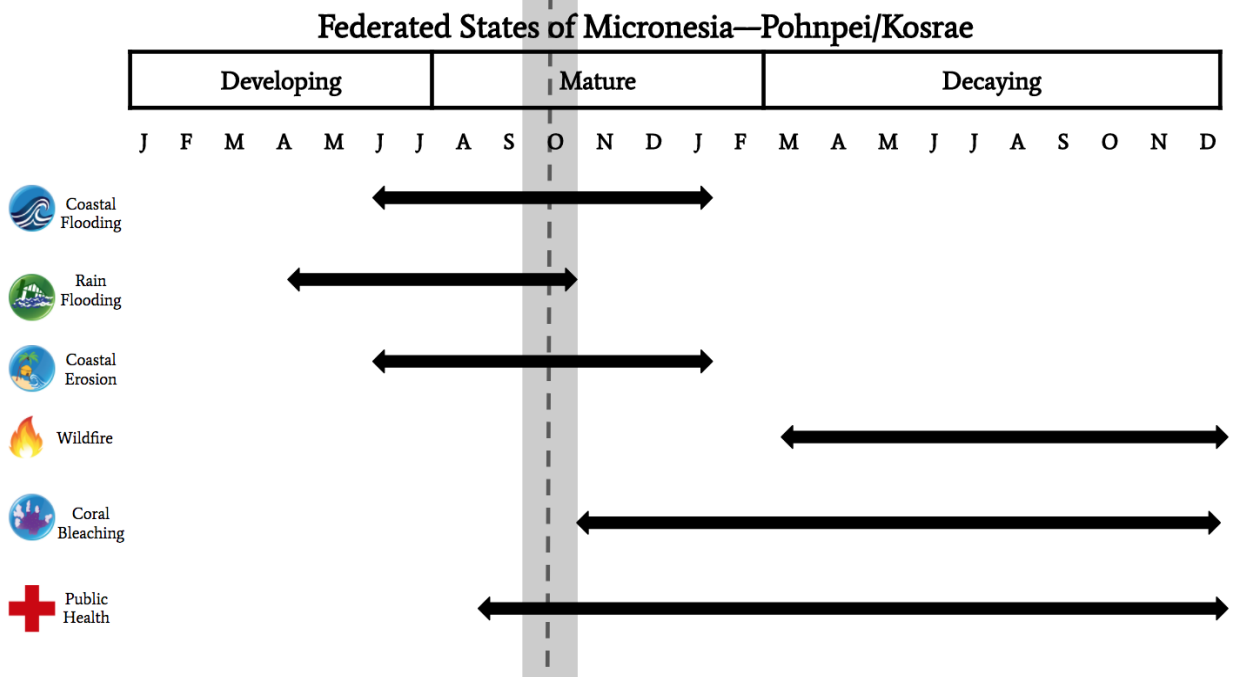 Federated States of Micronesia—Pohnpei/Kosrae
Developing Mature Decaying
J F M A M J J A S O N D J F M A M J J A S O N D
Coastal
Flooding
Rain
Flooding
Coastal
Erosion
Wildfire
Coral
Bleaching
Public
Health